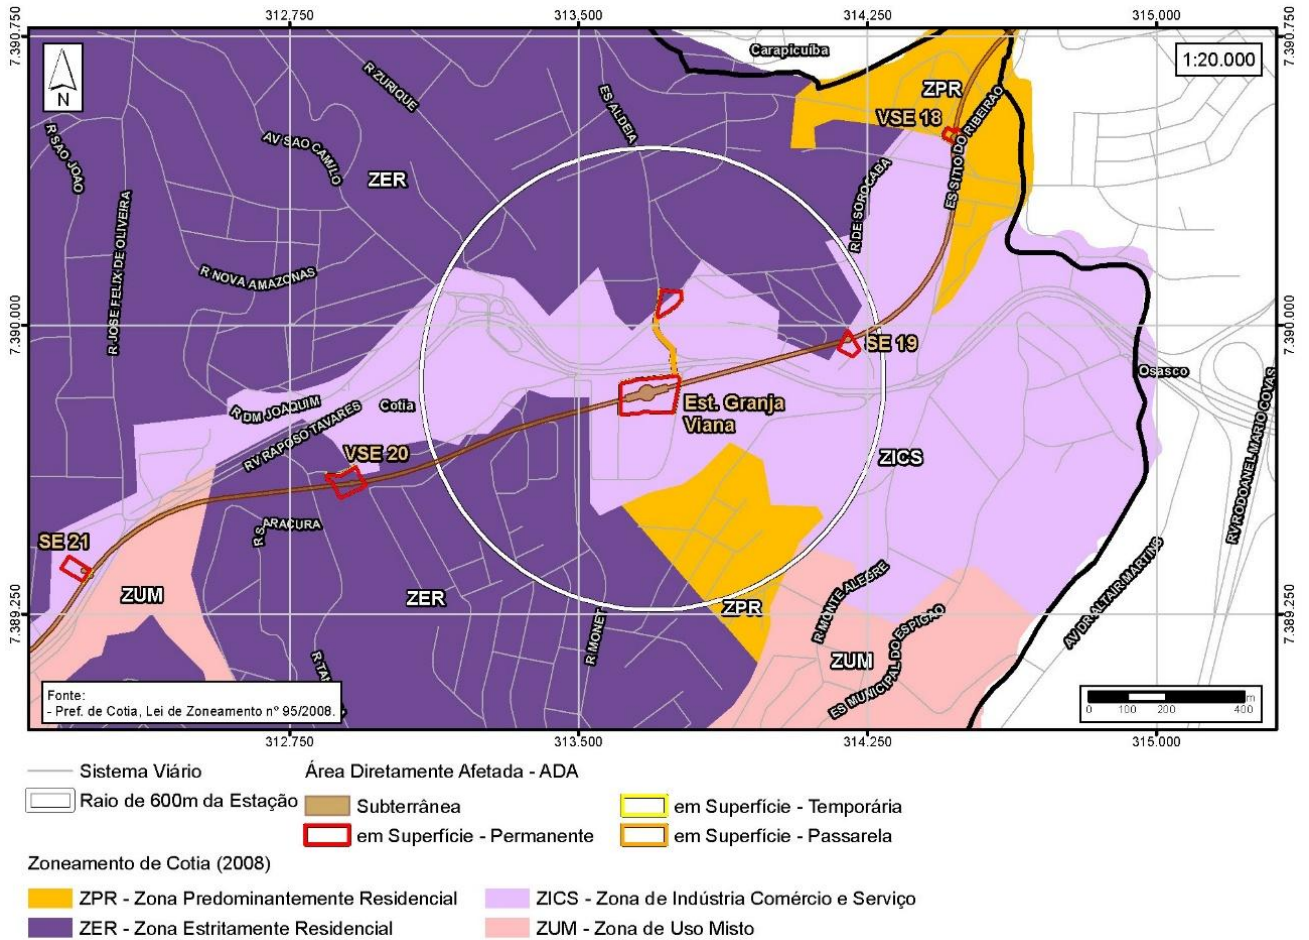 312.750
313.500
314.250
315.000
7.390.750
7.390.750
N
1:20.000
Carapicuiba
R ZURIQUE
ES ALDEIA
ZPR
VSE 18
ES SITIO DO RIBEIRAO
R SAO JOAO
AV SAO CAMILO
ZER
R DE SOROCABA
R JOSE FELIX DE OLIVEIRA
R NOVA AMAZONAS
7.390.000
7.390.000
SE 19
Osasco
R DM JOAQUIM
Cotia
Est. Granja
Viana
RV RAPOSO TAVARES
VSE 20
ZICS
RV RODOANEL MARIO COVAS
R S ARACURA
SE 21
ZUM
ZER
ZPR
R MONTE ALEGRE
AV DR ALTAIR MARTINS
7.389.250
7.389.250
R MONET
ZUM
ES MUNICIPAL DO ESPIGAO
Fonte:
- Pref. de Cotia, Lei de Zoneamento nº 95/2008.
m
0 100 200 400
312.750
313.500
314.250
315.000
Sistema Viário
Área Diretamente Afetada - ADA
Raio de 600m da Estação
Subterrânea
em Superfície - Temporária
em Superfície - Permanente
em Superfície - Passarela
Zoneamento de Cotia (2008)
ZPR - Zona Predominantemente Residencial
ZICS - Zona de Indústria Comércio e Serviço
ZER - Zona Estritamente Residencial
ZUM - Zona de Uso Misto